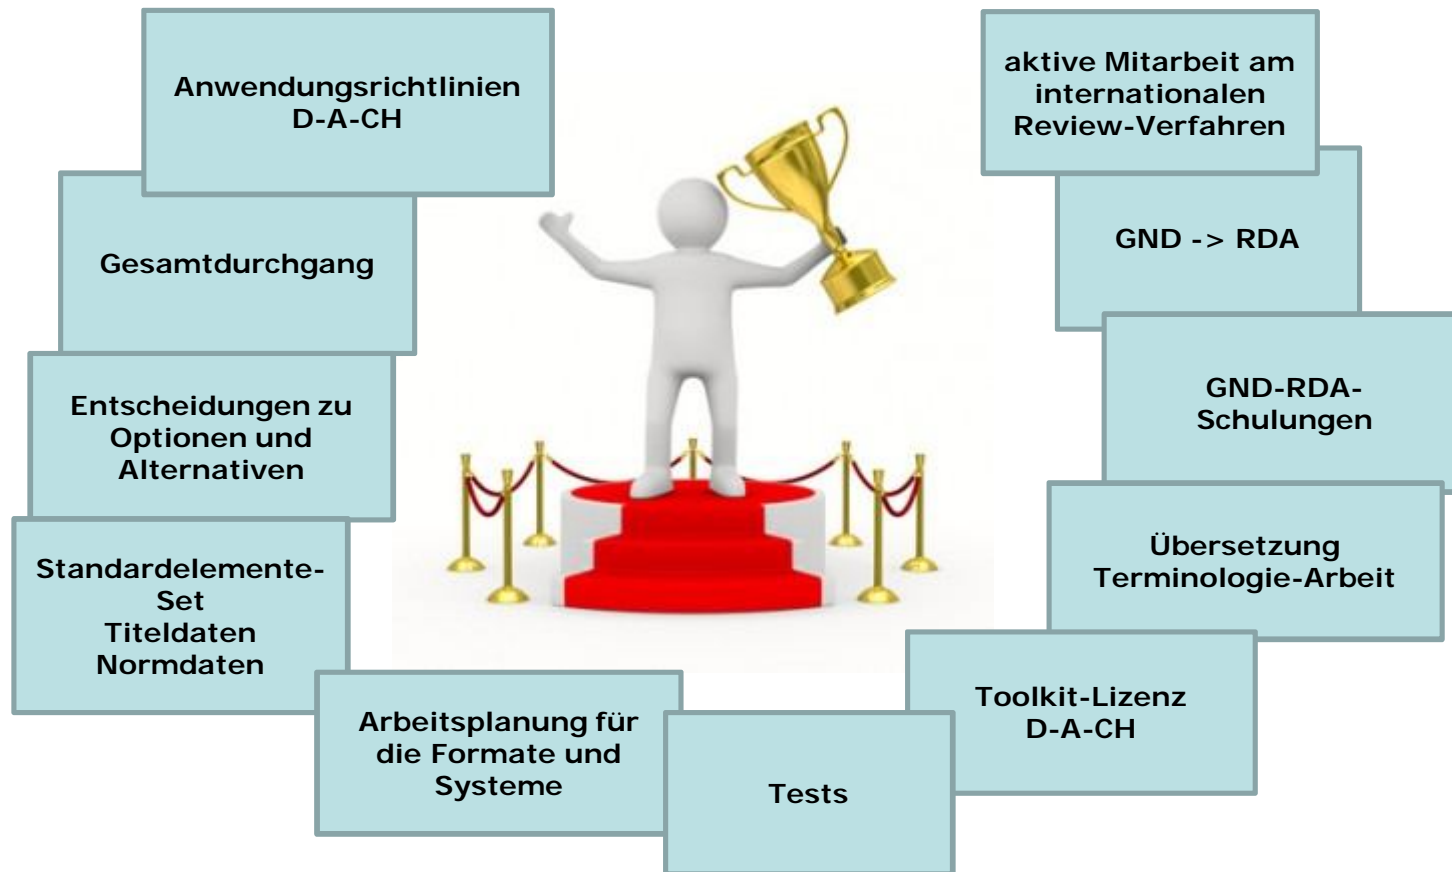 Anwendungsrichtlinien
D-A-CH
Gesamtdurchgang
Entscheidungen zu
Optionen und
Alternativen
Standardelemente-
Set
Titeldaten
Normdaten
Arbeitsplanung für
die Formate und
Systeme
Tests
Toolkit-Lizenz
D-A-CH
Übersetzung
Terminologie-Arbeit
GND-RDA-
Schulungen
GND -> RDA
aktive Mitarbeit am
internationalen
Review-Verfahren